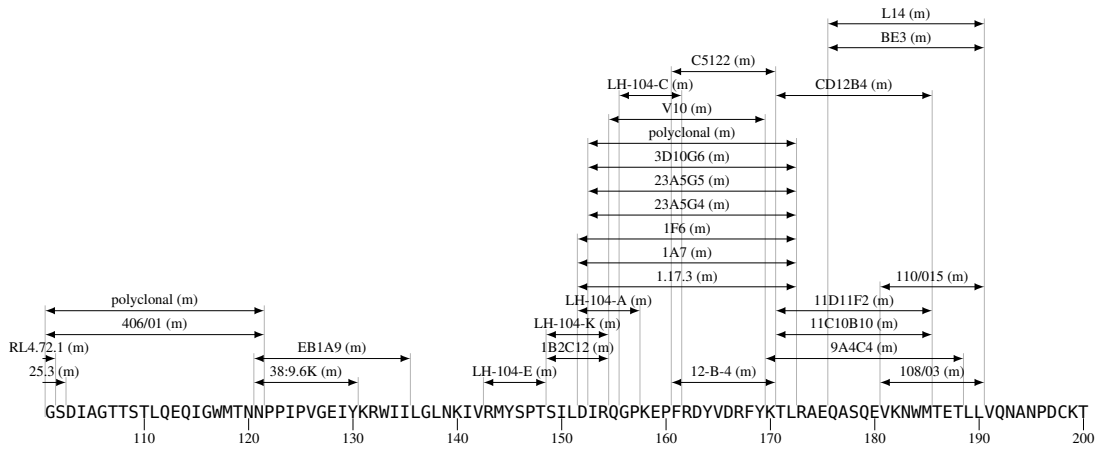 L14 (m)
BE3 (m)
C5122 (m)
LH-104-C (m) CD12B4 (m)
V10 (m)
polyclonal (m)
3D10G6 (m)
23A5G5 (m)
23A5G4 (m)
1F6 (m)
1A7 (m)
1.17.3 (m) 110/015 (m)
polyclonal (m) LH-104-A (m) 11D11F2 (m)
406/01 (m) LH-104-K (m) 11C10B10 (m)
RL4.72.1 (m) EB1A9 (m) 1B2C12 (m) 9A4C4 (m)
25.3 (m) 38:9.6K (m) LH-104-E (m) 12-B-4 (m) 108/03 (m)
GSDIAGTTSTLQEQIGWMTNNPPIPVGEIYKRWIILGLNKIVRMYSPTSILDIRQGPKEPFRDYVDRFYKTLRAEQASQEVKNWMTETLLVQNANPDCKT
110 120 130 140 150 160 170 180 190 200